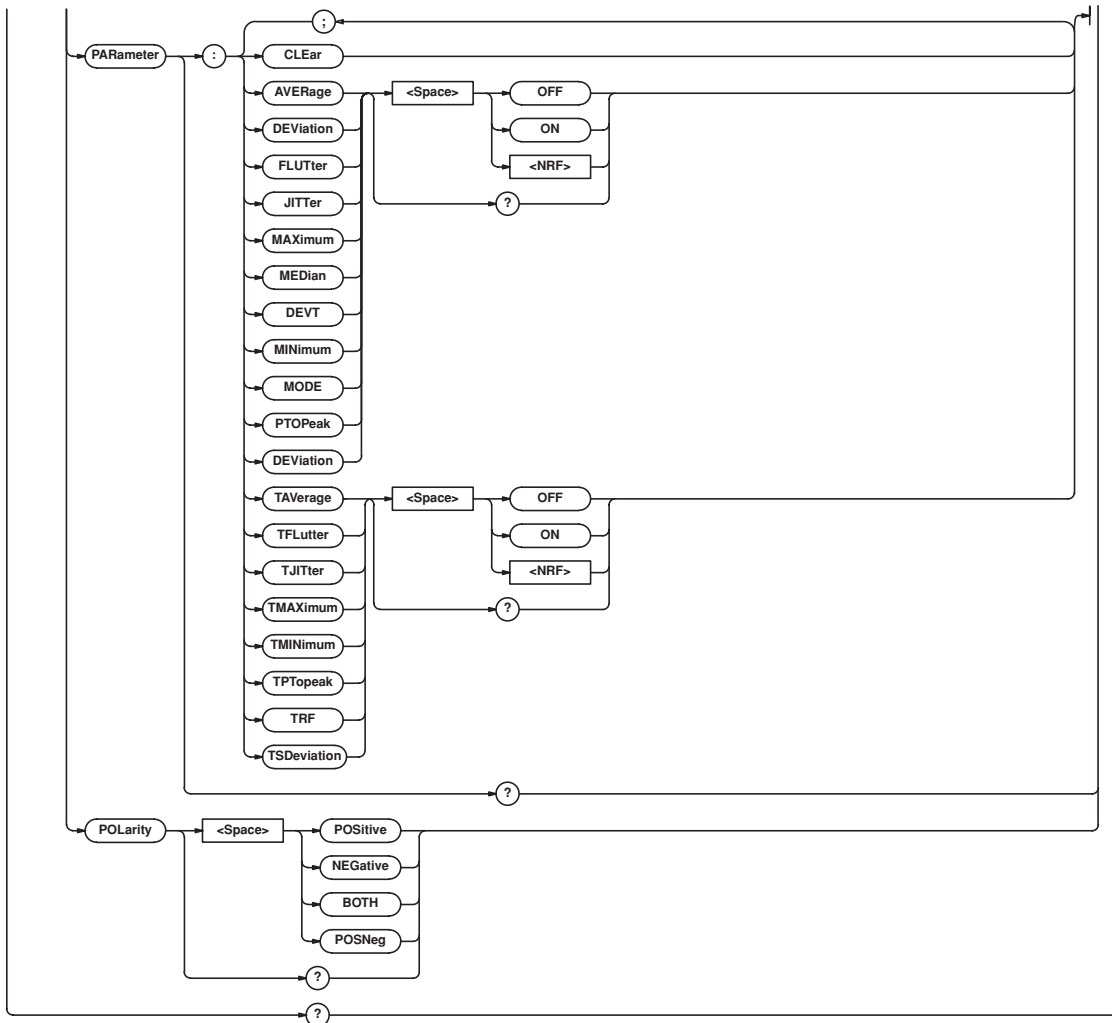 ;
PARameter : CLEar
AVERage <Space> OFF
DEViation ON
FLUTter <NRF>
JITTer ?
MAXimum
MEDian
DEVT
MINimum
MODE
PTOPeak
DEViation
TAVerage <Space> OFF
TFLutter ON
TJITter <NRF>
TMAXimum ?
TMINimum
TPTopeak
TRF
TSDeviation
?
POLarity <Space> POSitive
NEGative
BOTH
POSNeg
?
?